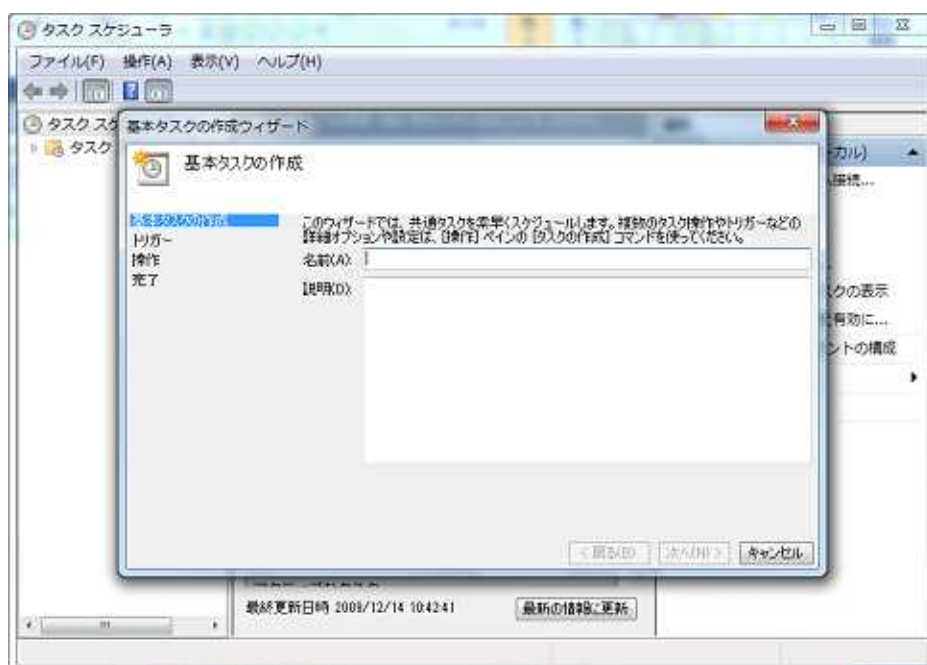 タスク スケジューラ
ファイル(F) 操作(A) 表示(V) ヘルプ(H)
タスク スケ
タスク
基本タスクの作成ウィザード
基本タスクの作成
基本タスクの作成
トリガー
操作
完了
このウィザードでは、共通タスクを素早くスケジュールします。複数のタスク操作やトリガーなどの
詳細オプションや設定は、[操作] ペインの [タスクの作成] コマンドを使ってください。
名前(A):
説明(D):
< 戻る(B) 次へ(N) > キャンセル
カル)
接続...
スクの表示
有効に...
ントの構成
最終更新日時 2009/12/14 10:42:41
最新の情報に更新